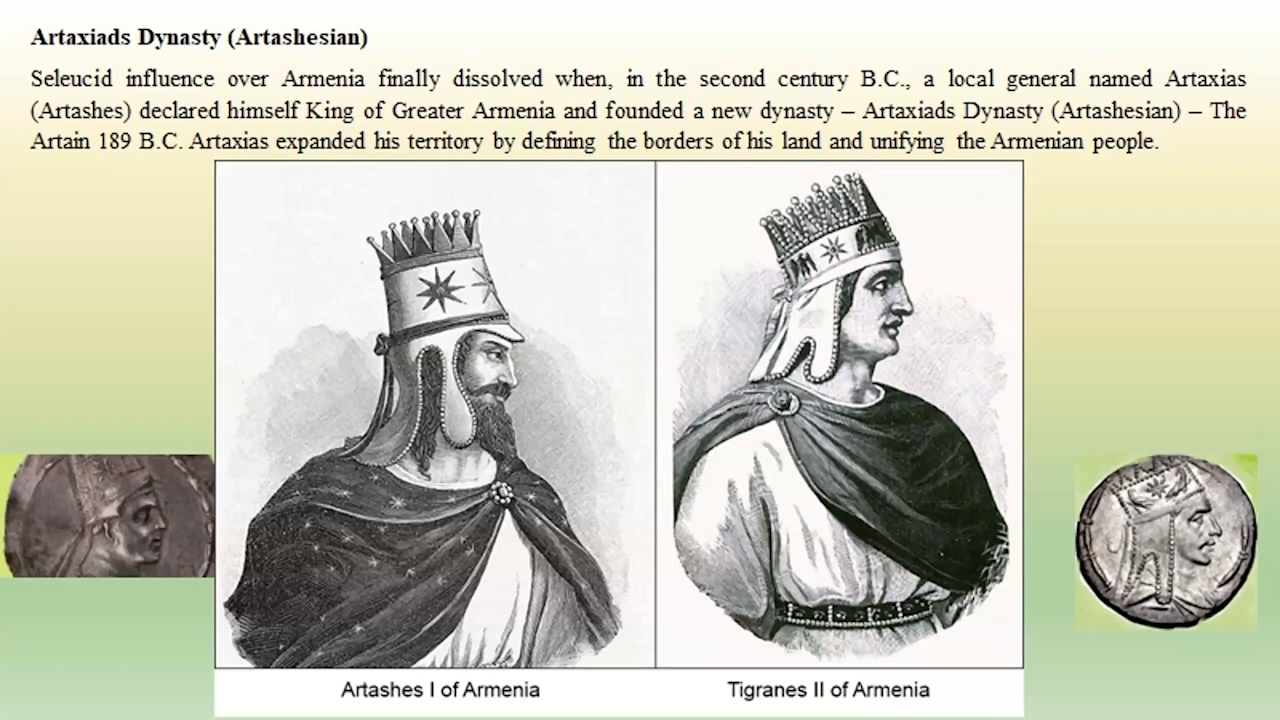 Artaxiads Dynasty (Artashesian)
Seleucid influence over Armenia finally dissolved when, in the second century B.C., a local general named Artaxias
(Artashes) declared himself King of Greater Armenia and founded a new dynasty – Artaxiads Dynasty (Artashesian) – The
Artain 189 B.C. Artaxias expanded his territory by defining the borders of his land and unifying the Armenian people.
Artashes I of Armenia
Tigranes II of Armenia